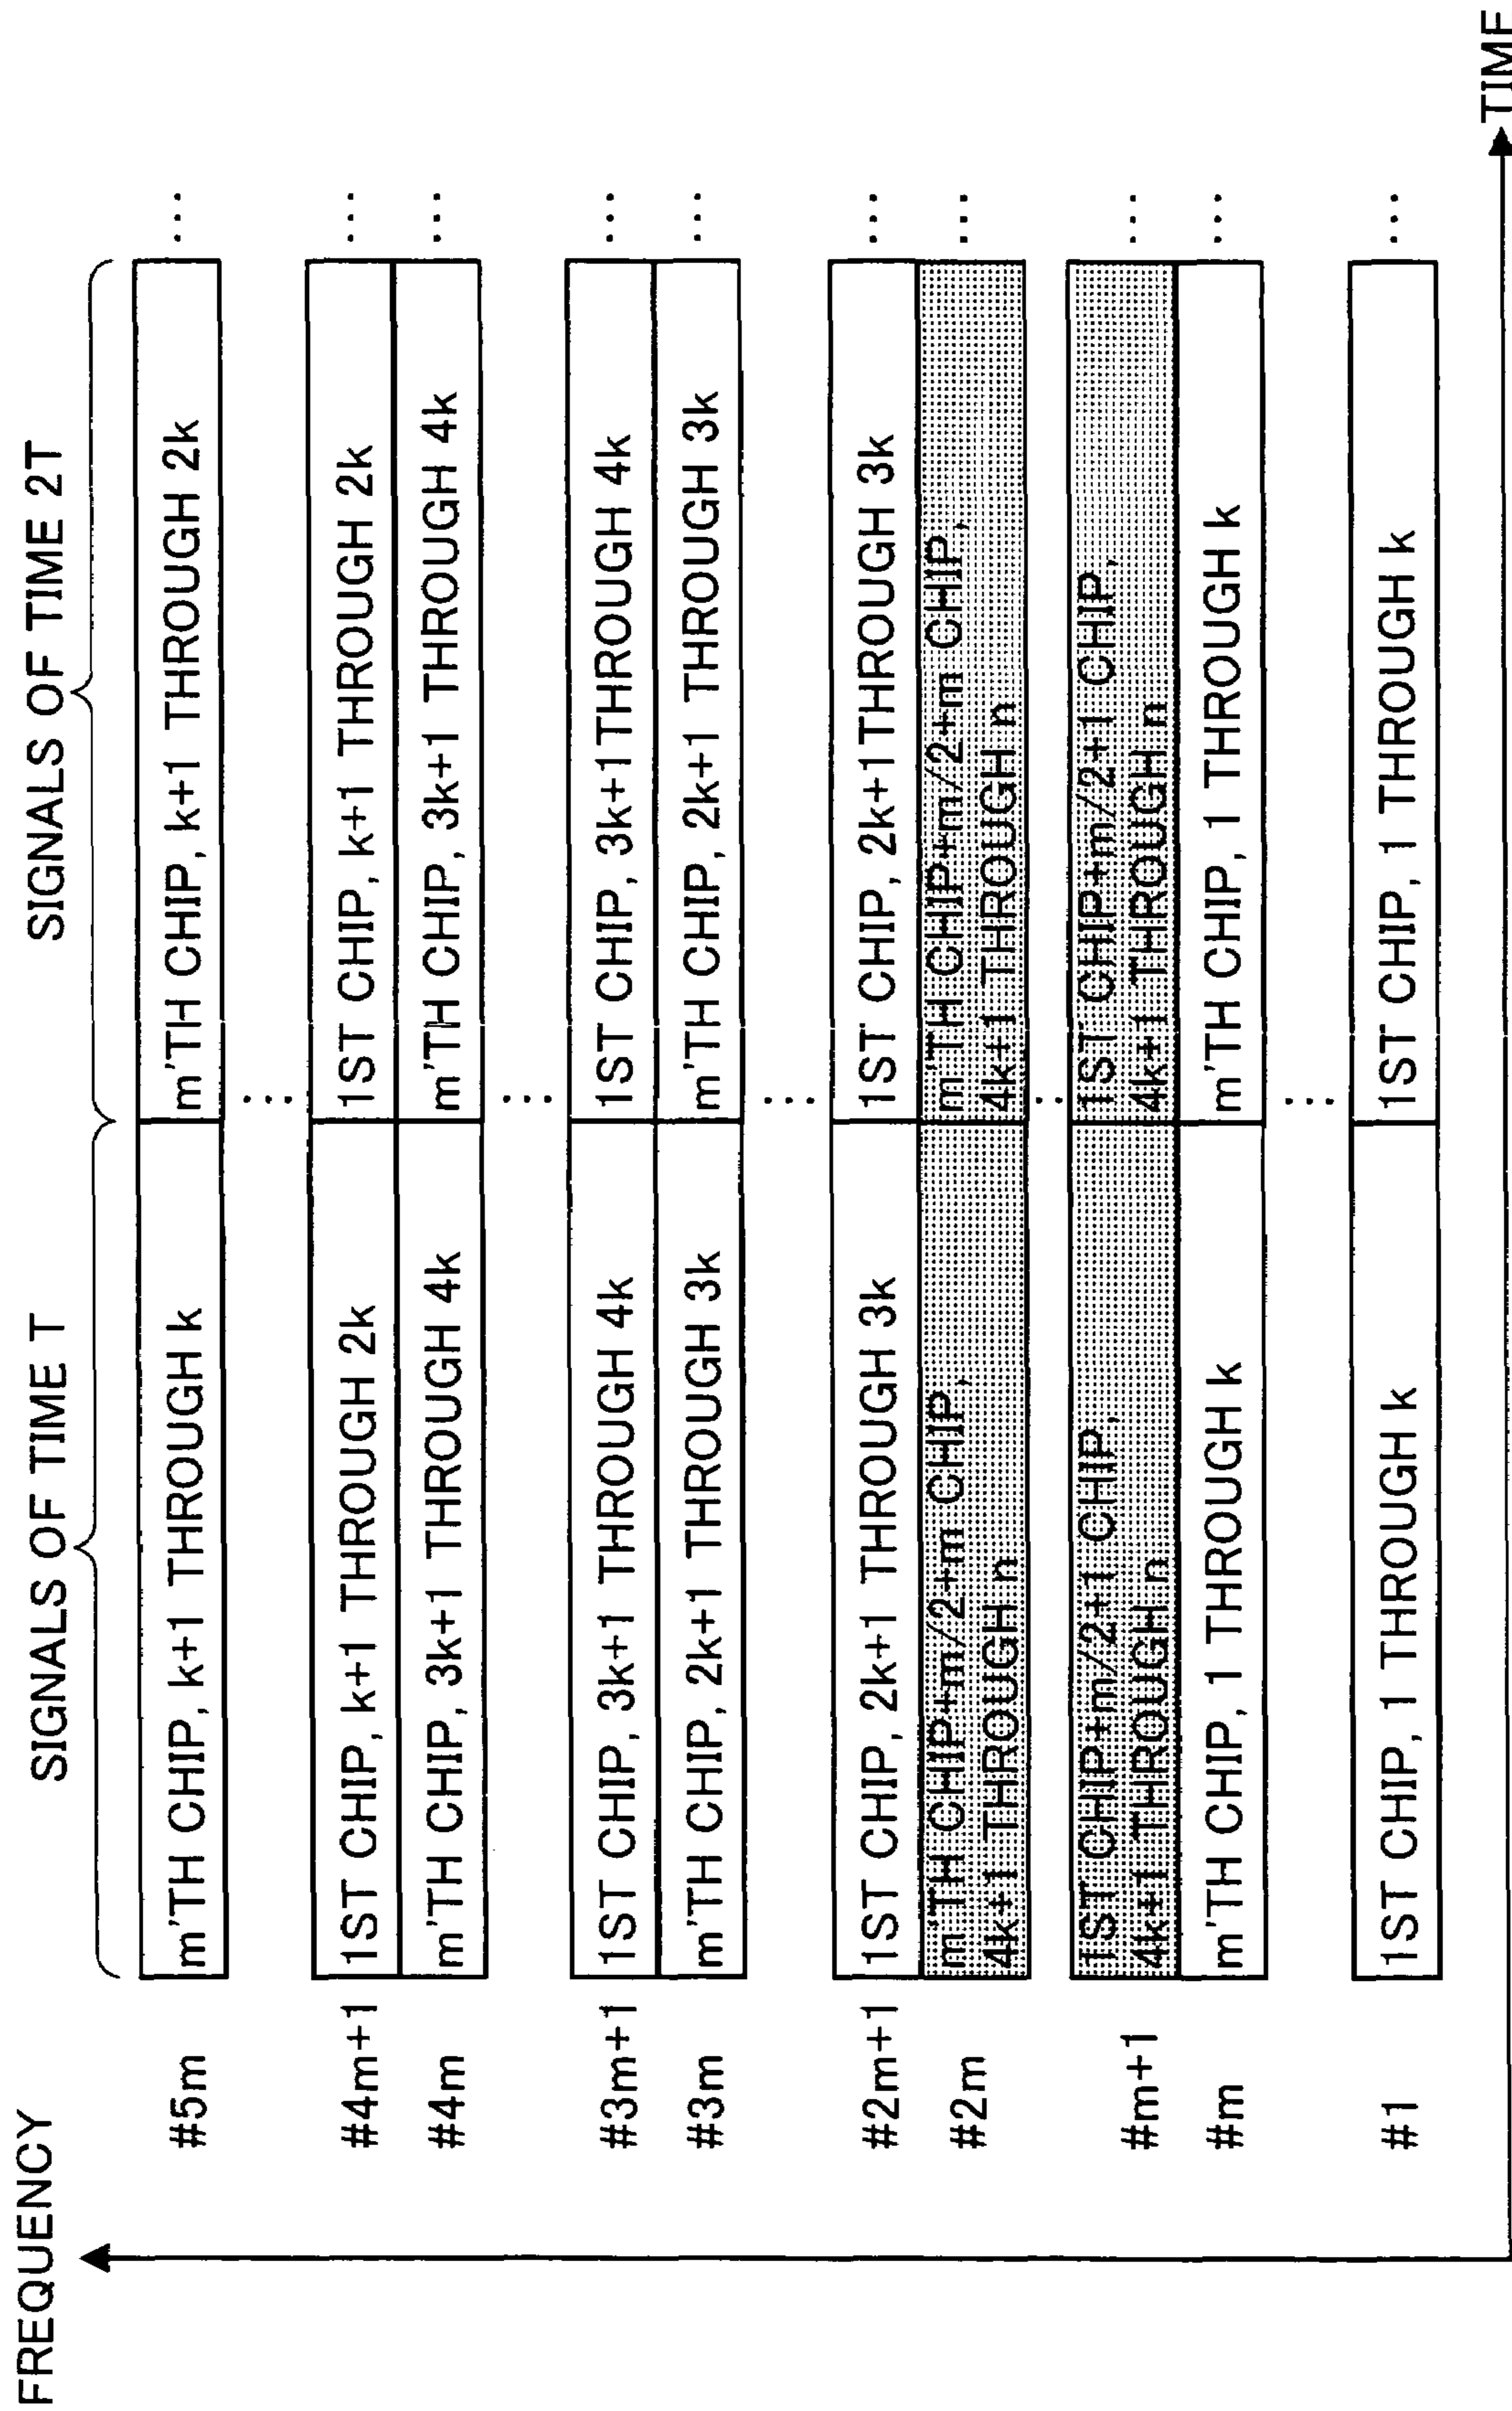 FREQUENCY
SIGNALS OF TIME T
SIGNALS OF TIME 2T
#5m
m'TH CHIP, k+1 THROUGH k
m'TH CHIP, k+1 THROUGH 2k
...
#4m+1
1ST CHIP, k+1 THROUGH 2k
1ST CHIP, k+1 THROUGH 2k
...
#4m
m'TH CHIP, 3k+1 THROUGH 4k
m'TH CHIP, 3k+1 THROUGH 4k
...
#3m+1
1ST CHIP, 3k+1 THROUGH 4k
1ST CHIP, 3k+1 THROUGH 4k
...
#3m
m'TH CHIP, 2k+1 THROUGH 3k
m'TH CHIP, 2k+1 THROUGH 3k
...
#2m+1
1ST CHIP, 2k+1 THROUGH 3k
1ST CHIP, 2k+1 THROUGH 3k
...
#2m
m'TH CHIP+m/2+m CHIP,
4k+1 THROUGH n
m'TH CHIP+m/2+m CHIP,
4k+1 THROUGH n
...
#m+1
1ST CHIP+m/2+1 CHIP,
4k+1 THROUGH n
1ST CHIP+m/2+1 CHIP,
4k+1 THROUGH n
...
#m
m'TH CHIP, 1 THROUGH k
m'TH CHIP, 1 THROUGH k
...
#1
1ST CHIP, 1 THROUGH k
1ST CHIP, 1 THROUGH k
...
TIME